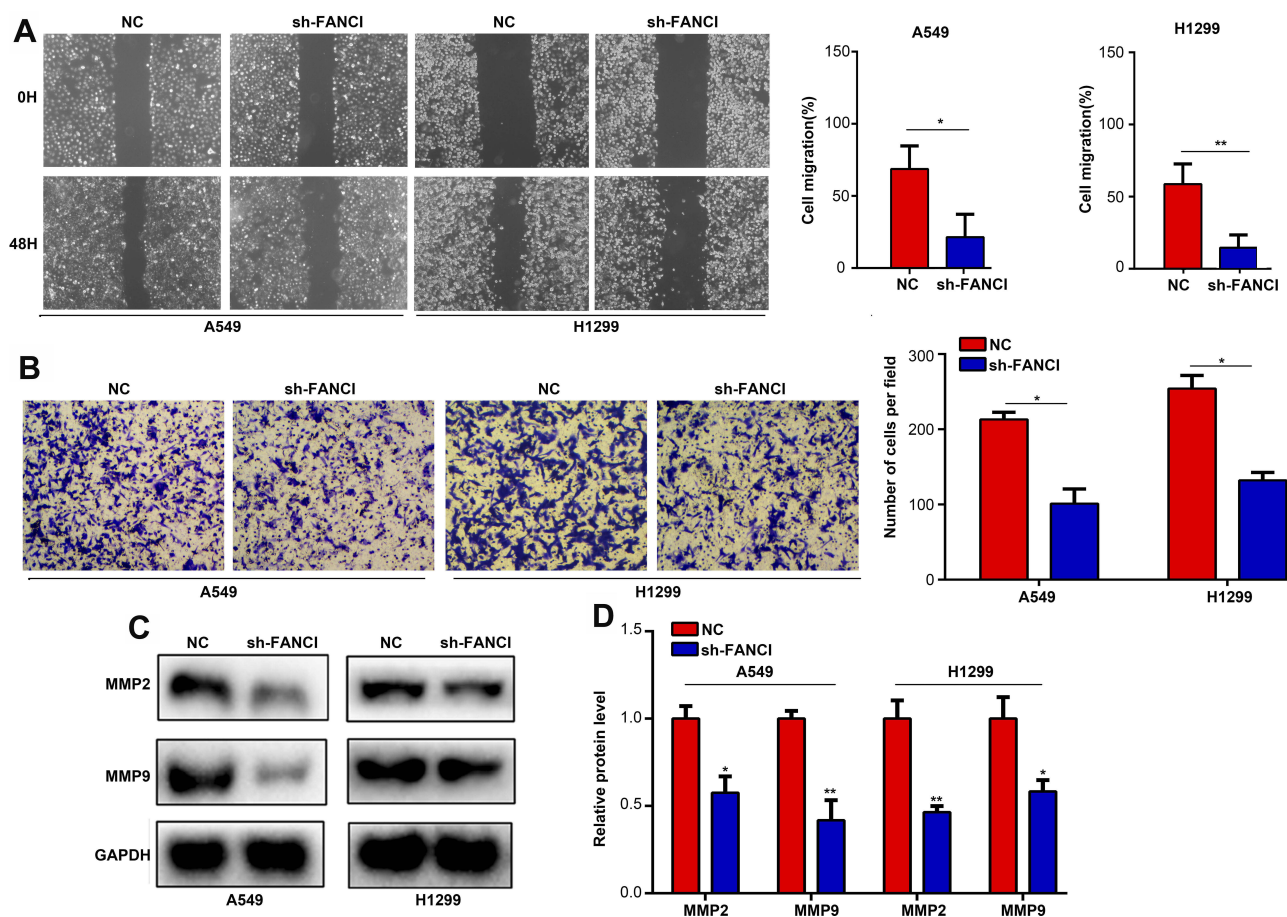 A
NC
sh-FANCI
NC
sh-FANCI
0H
48H
A549
H1299
A549
Cell migration(%)
150
100
50
0
*
NC
sh-FANCI
H1299
Cell migration(%)
150
100
50
0
**
NC
sh-FANCI
B
NC
sh-FANCI
NC
sh-FANCI
A549
H1299
NC
sh-FANCI
Number of cells per field
300
200
100
0
*
*
A549
H1299
C
NC
sh-FANCI
NC
sh-FANCI
MMP2
MMP9
GAPDH
A549
H1299
D
NC
sh-FANCI
Relative protein level
1.5
1.0
0.5
0.0
A549
H1299
*
**
**
*
MMP2
MMP9
MMP2
MMP9